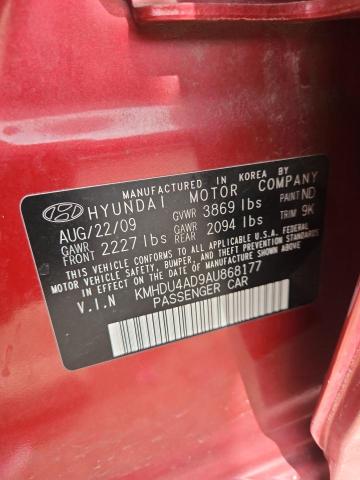 MANUFACTURED IN KOREA BY
HYUNDAI MOTOR COMPANY
AUG/22/09 GVWR 3869 lbs PAINT ND
GAWR FRONT 2227 lbs GAWR REAR 2094 lbs TRIM 9K
THIS VEHICLE CONFORMS TO ALL APPLICABLE FEDERAL
MOTOR VEHICLE SAFETY, BUMPER, AND THEFT PREVENTION
STANDARDS IN EFFECT ON THE DATE OF MANUFACTURE
SHOWN ABOVE.
V.I.N KMHDU4AD9AU868177
PASSENGER CAR